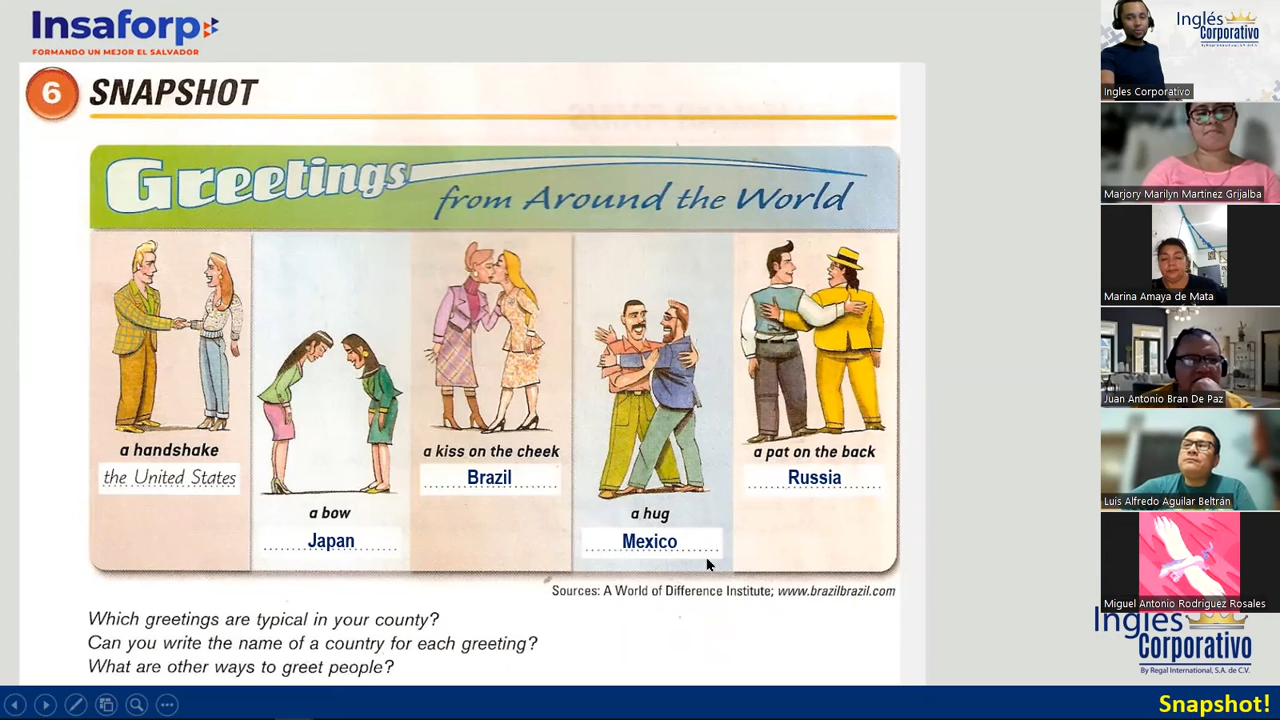 Insaforp
FORMANDO UN MEJOR EL SALVADOR
6 SNAPSHOT
Greetings
from Around the World
a handshake
the United States
a bow
Japan
a kiss on the cheek
Brazil
a hug
Mexico
a pat on the back
Russia
Sources: A World of Difference Institute; www.brazilbrazil.com
Which greetings are typical in your county?
Can you write the name of a country for each greeting?
What are other ways to greet people?
Inglés
Corporativo
By Regal International, S.A. de C.V.
Ingles Corporativo
Marjory Marilyn Martinez Grijalba
Marina Amaya de Mata
Juan Antonio Bran De Paz
Luis Alfredo Aguilar Beltrán
Miguel Antonio Rodriguez Rosales
Inglés
Corporativo
By Regal International, S.A. de C.V.
Snapshot!